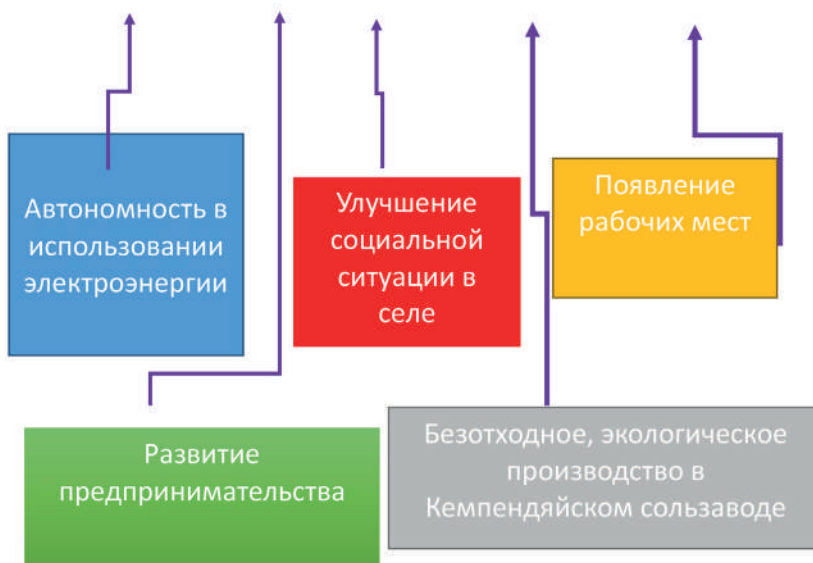 Автономность в
использовании
электроэнергии
Улучшение
социальной
ситуации в
селе
Появление
рабочих мест
Развитие
предпринимательства
Безотходное, экологическое
производство в
Кемпендяйском сользаводе